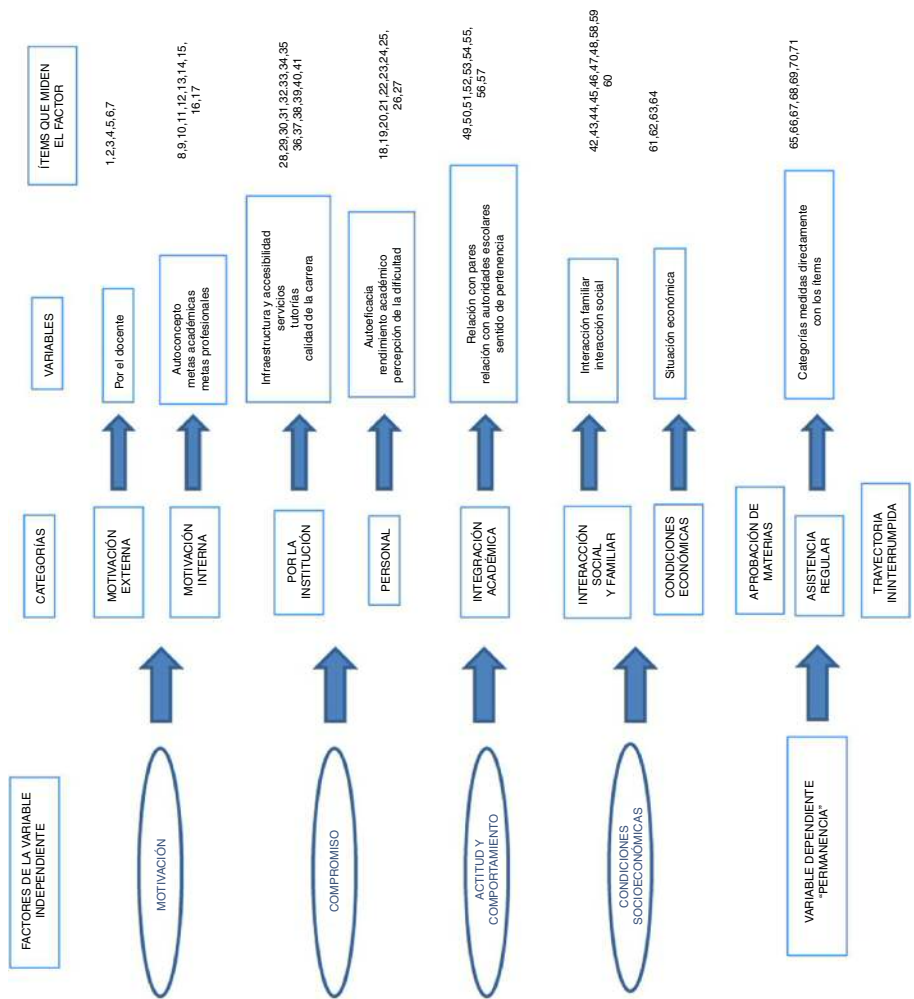 FACTORES DE LA VARIABLE
INDEPENDIENTE
CATEGORÍAS
VARIABLES
ÍTEMS QUE MIDEN
EL FACTOR
MOTIVACIÓN
MOTIVACIÓN
EXTERNA
Por el docente
1,2,3,4,5,6,7
MOTIVACIÓN
INTERNA
Autoconcepto
metas académicas
metas profesionales
8,9,10,11,12,13,14,15,
16,17
COMPROMISO
POR LA
INSTITUCIÓN
Infraestructura y accesibilidad
servicios
tutorías
calidad de la carrera
28,29,30,31,32.33,34,35
36,37,38,39,40,41
PERSONAL
Autoeficacia
rendimiento académico
percepción de la dificultad
18,19,20,21,22,23,24,25,
26,27
ACTITUD Y
COMPORTAMIENTO
INTEGRACIÓN
ACADÉMICA
Relación con pares
relación con autoridades escolares
sentido de pertenencia
49,50,51,52,53,54,55,
56,57
CONDICIONES
SOCIOECONÓMICAS
INTERACCIÓN
SOCIAL
Y FAMILIAR
Interacción familiar
interacción social
42,43,44,45,46,47,48,58,59
60
CONDICIONES
ECONÓMICAS
Situación económica
61,62,63,64
VARIABLE DEPENDIENTE
"PERMANENCIA"
APROBACIÓN DE
MATERIAS
ASISTENCIA
REGULAR
TRAYECTORIA
ININTERRUMPIDA
Categorías medidas directamente
con los ítems
65,66,67,68,69,70,71